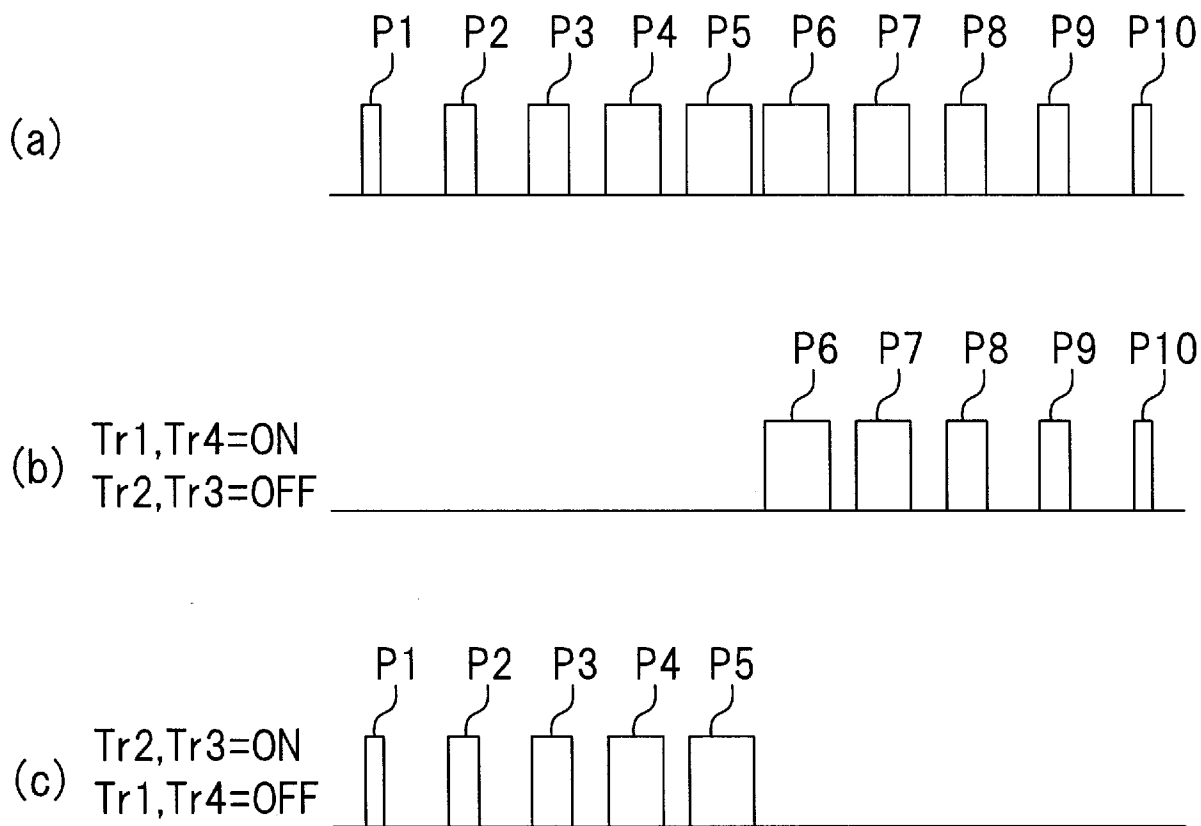 P1 P2 P3 P4 P5 P6 P7 P8 P9 P10
(a)
P6 P7 P8 P9 P10
(b) Tr1,Tr4=ON
Tr2,Tr3=OFF
P1 P2 P3 P4 P5
(c) Tr2,Tr3=ON
Tr1,Tr4=OFF